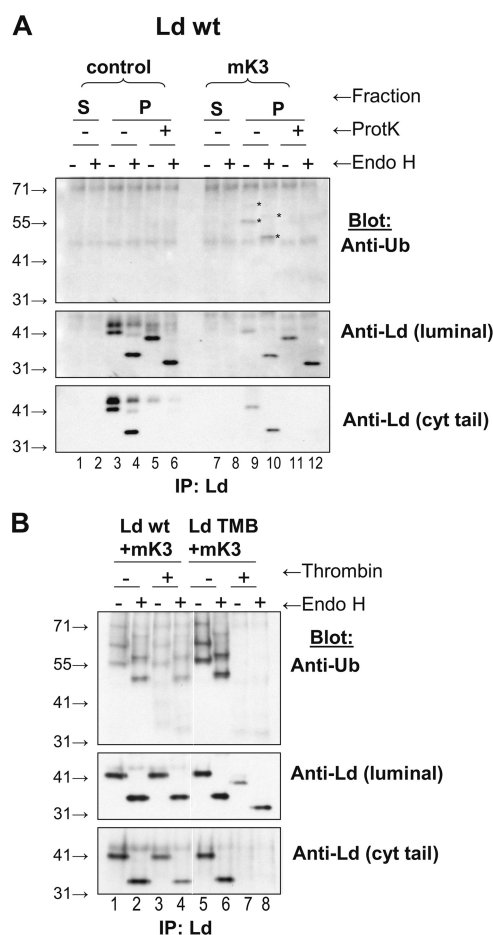 A
Ld wt
control mK3
S P S P ←Fraction
- + - + ←ProtK
- + - + - + - + - + - + ←Endo H
71→
55→
41→
31→
*
*
*
*
Blot:
Anti-Ub
41→
31→
Anti-Ld (luminal)
41→
31→
Anti-Ld (cyt tail)
1 2 3 4 5 6 7 8 9 10 11 12
IP: Ld
B
Ld wt Ld TMB
+mK3 +mK3
- + - + ←Thrombin
- + - + - + - + ←Endo H
71→
55→
41→
31→
Blot:
Anti-Ub
41→
31→
Anti-Ld (luminal)
41→
31→
Anti-Ld (cyt tail)
1 2 3 4 5 6 7 8
IP: Ld